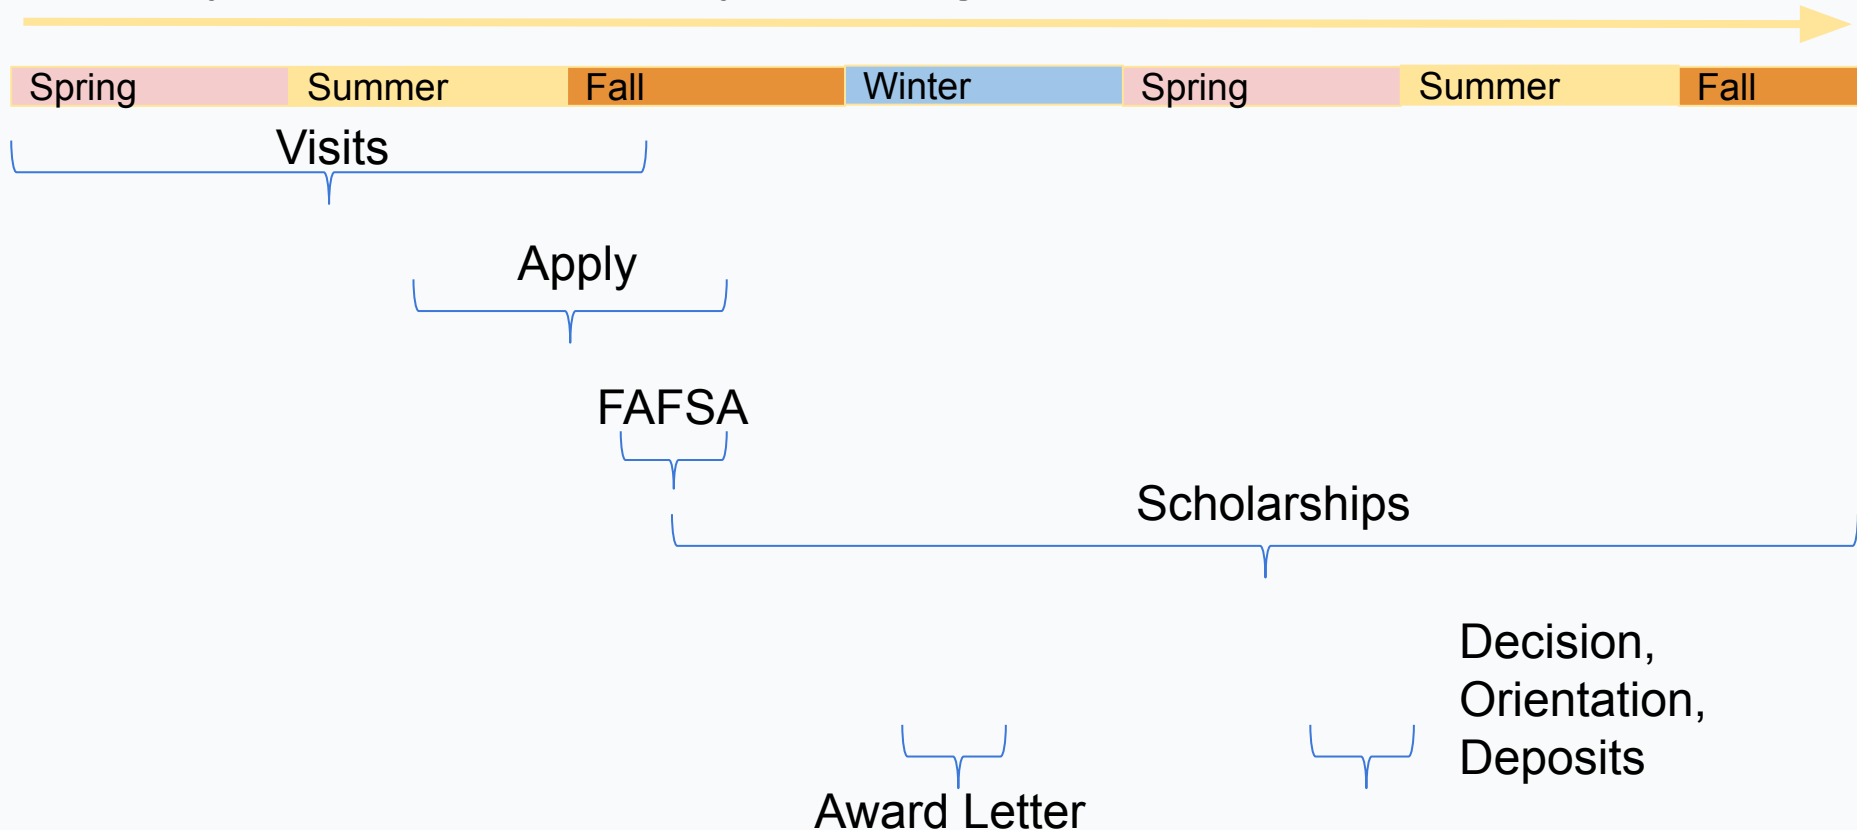 Spring Summer Fall Winter Spring Summer Fall
Visits
Apply
FAFSA
Scholarships
Decision,
Orientation,
Deposits
Award Letter